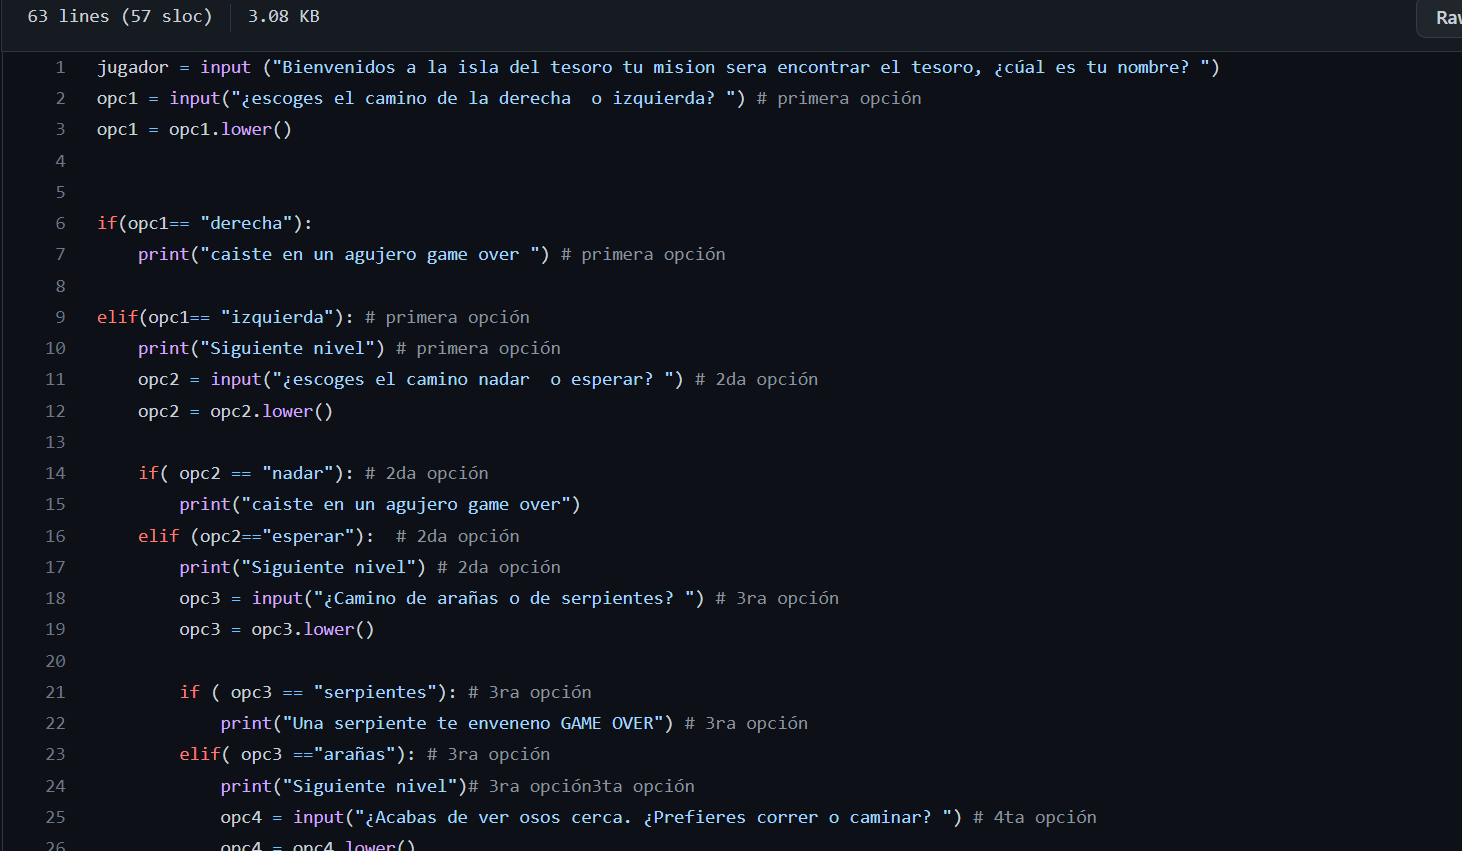 63 lines (57 sloc) 3.08 KB
Raw
1 jugador = input ("Bienvenidos a la isla del tesoro tu mision sera encontrar el tesoro, ¿cúal es tu nombre? ")
2 opc1 = input("¿escoges el camino de la derecha  o izquierda? ") # primera opción
3 opc1 = opc1.lower()
4
5
6 if(opc1== "derecha"):
7     print("caiste en un agujero game over ") # primera opción
8
9 elif(opc1== "izquierda"): # primera opción
10     print("Siguiente nivel") # primera opción
11     opc2 = input("¿escoges el camino nadar  o esperar? ") # 2da opción
12     opc2 = opc2.lower()
13
14     if( opc2 == "nadar"): # 2da opción
15         print("caiste en un agujero game over")
16     elif (opc2=="esperar"):  # 2da opción
17         print("Siguiente nivel") # 2da opción
18         opc3 = input("¿Camino de arañas o de serpientes? ") # 3ra opción
19         opc3 = opc3.lower()
20
21         if ( opc3 == "serpientes"): # 3ra opción
22             print("Una serpiente te enveneno GAME OVER") # 3ra opción
23         elif( opc3 =="arañas"): # 3ra opción
24             print("Siguiente nivel")# 3ra opción3ta opción
25             opc4 = input("¿Acabas de ver osos cerca. ¿Prefieres correr o caminar? ") # 4ta opción
26             opc4 = opc4.lower()